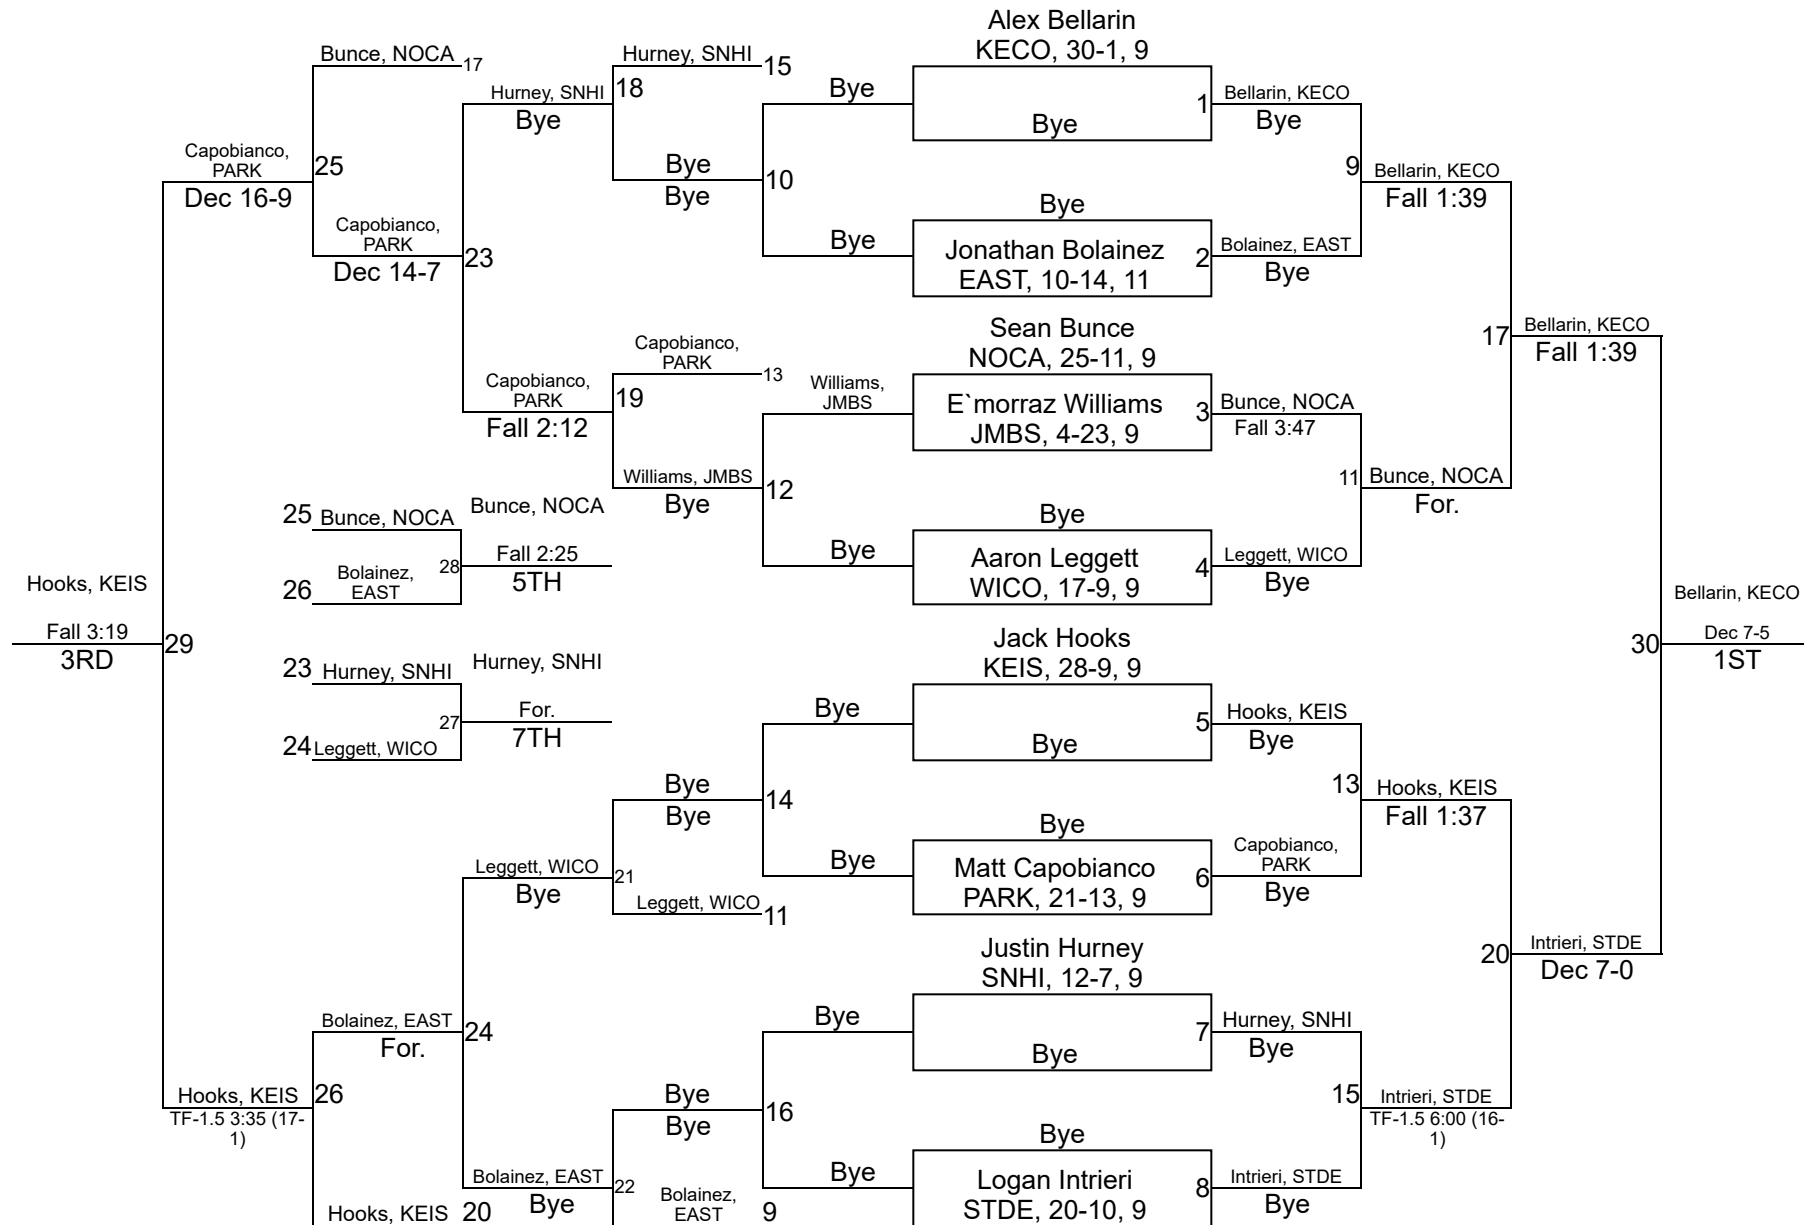 Alex Bellarin
KECO, 30-1, 9
Bunce, NOCA 17
Hurney, SNHI 15
Hurney, SNHI 18
Bye
Bye
Bye
1 Bellarin, KECO
Bye
Capobianco,
PARK 25
Dec 16-9
Bye
Bye
10
9 Bellarin, KECO
Fall 1:39
Capobianco,
PARK
Dec 14-7
23
Bye
Bye
Jonathan Bolainez
EAST, 10-14, 11
2 Bolainez, EAST
Bye
Sean Bunce
NOCA, 25-11, 9
17 Bellarin, KECO
Fall 1:39
Capobianco,
PARK 13
Capobianco,
PARK
Fall 2:12
19
Williams,
JMBS
E`morraz Williams
JMBS, 4-23, 9
3 Bunce, NOCA
Fall 3:47
Williams, JMBS
Bye
12
11 Bunce, NOCA
For.
25 Bunce, NOCA
Bunce, NOCA
Fall 2:25
5TH
28
26 Bolainez,
EAST
Bye
Bye
Aaron Leggett
WICO, 17-9, 9
4 Leggett, WICO
Bye
Hooks, KEIS
Fall 3:19
3RD
29
Bellarin, KECO
30 Dec 7-5
1ST
Jack Hooks
KEIS, 28-9, 9
23 Hurney, SNHI
Hurney, SNHI
For.
7TH
27
24 Leggett, WICO
Bye
Bye
5 Hooks, KEIS
Bye
Bye
Bye
14
13 Hooks, KEIS
Fall 1:37
Leggett, WICO 21
Bye
Bye
Bye
Matt Capobianco
PARK, 21-13, 9
6 Capobianco,
PARK
Bye
Leggett, WICO 11
Justin Hurney
SNHI, 12-7, 9
20 Intrieri, STDE
Dec 7-0
Bolainez, EAST
For.
24
Bye
Bye
7 Hurney, SNHI
Bye
Hooks, KEIS 26
TF-1.5 3:35 (17-
1)
Bye
Bye
16
15 Intrieri, STDE
TF-1.5 6:00 (16-
1)
Bolainez, EAST 22
Bye
Bye
Bye
Logan Intrieri
STDE, 20-10, 9
8 Intrieri, STDE
Bye
Hooks, KEIS 20
Bolainez,
EAST 9